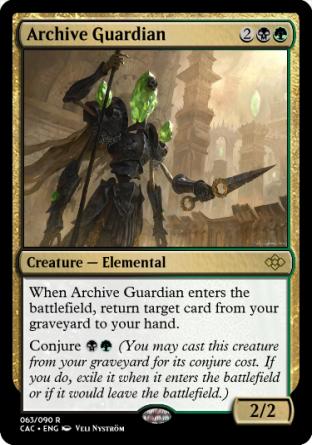 Archive Guardian 2
Creature — Elemental
When Archive Guardian enters the
battlefield, return target card from your
graveyard to your hand.
Conjure (You may cast this creature
from your graveyard for its conjure cost. If
you do, exile it when it enters the battlefield
or if it would leave the battlefield.)
2/2
063/090 R
CAC • ENG Veli Nyström